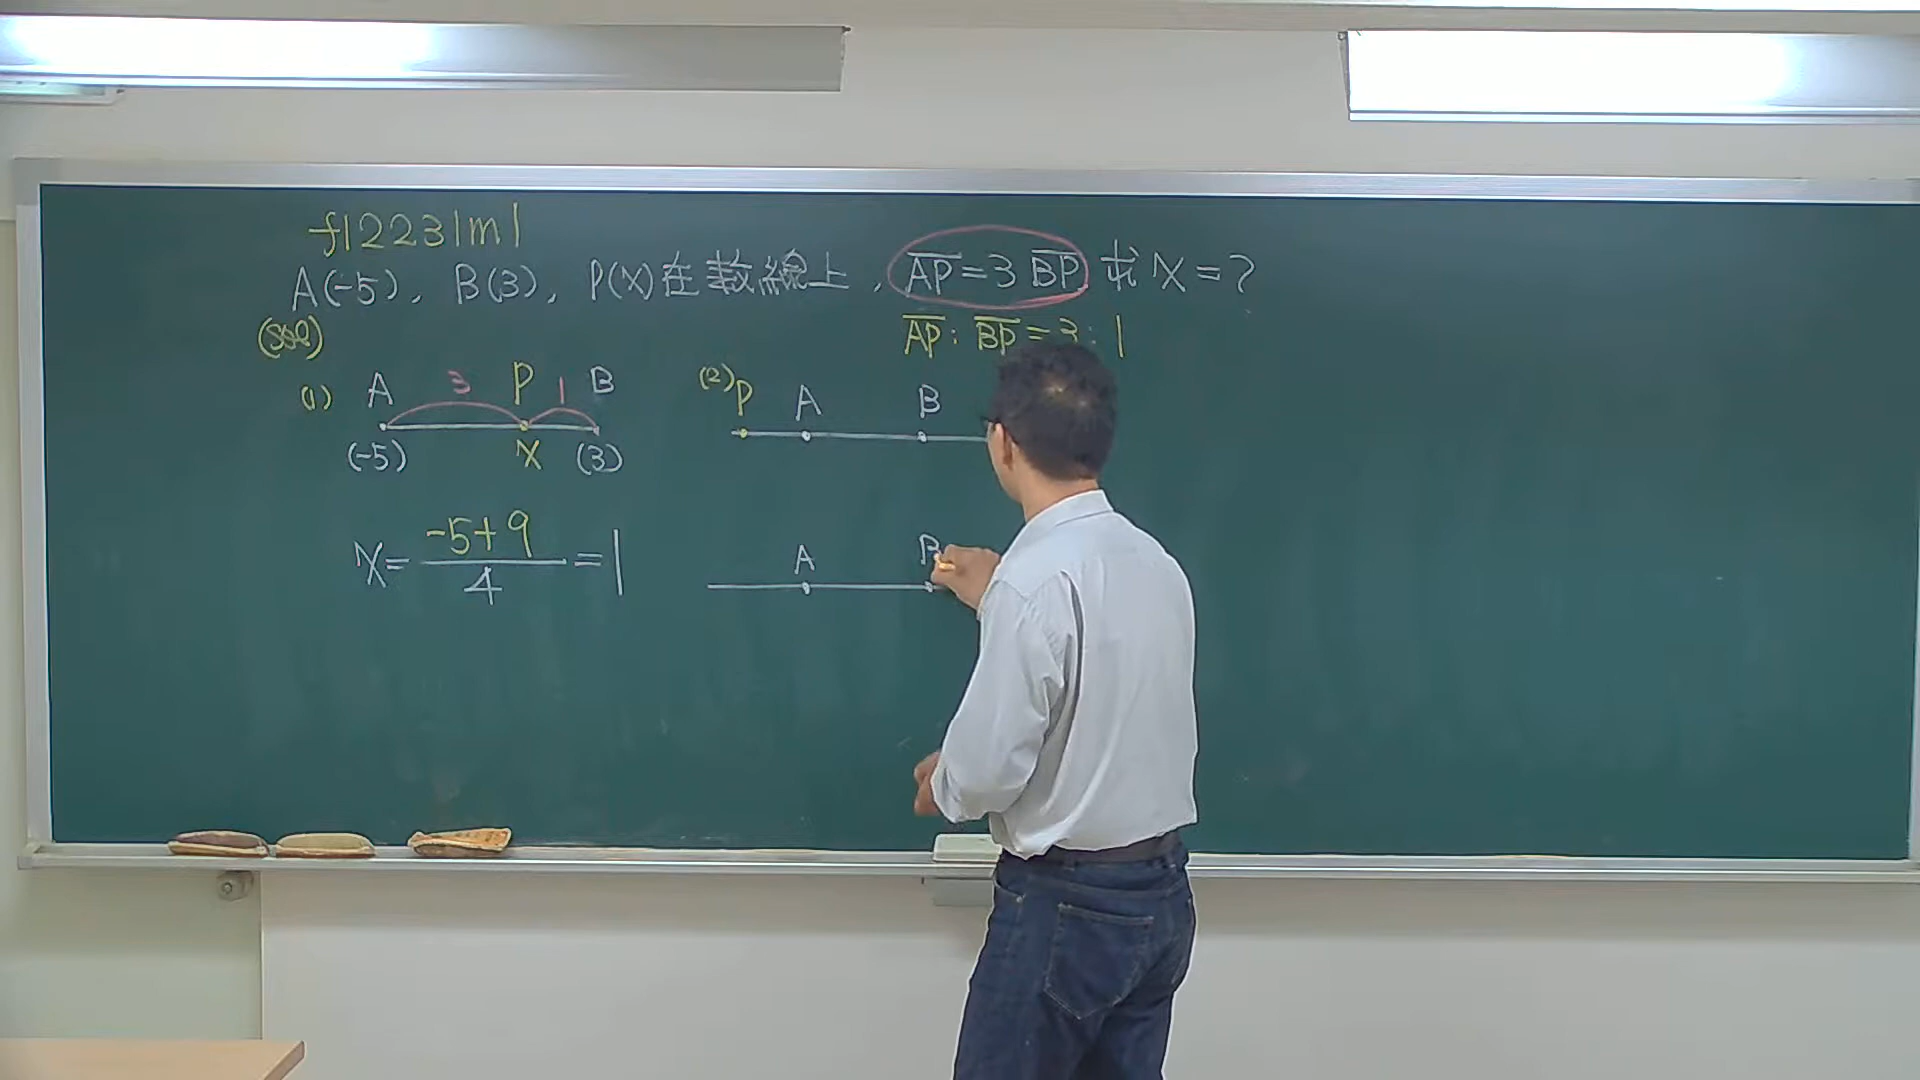 f12231m1
A(-5), B(3), P(x)在數線上, AP=3BP 求 x=?
(sol)
AP:BP=3:1
(1) A 3 P 1 B
(-5) x (3)
(2) P A B
x= -5+9 / 4 =1
A B